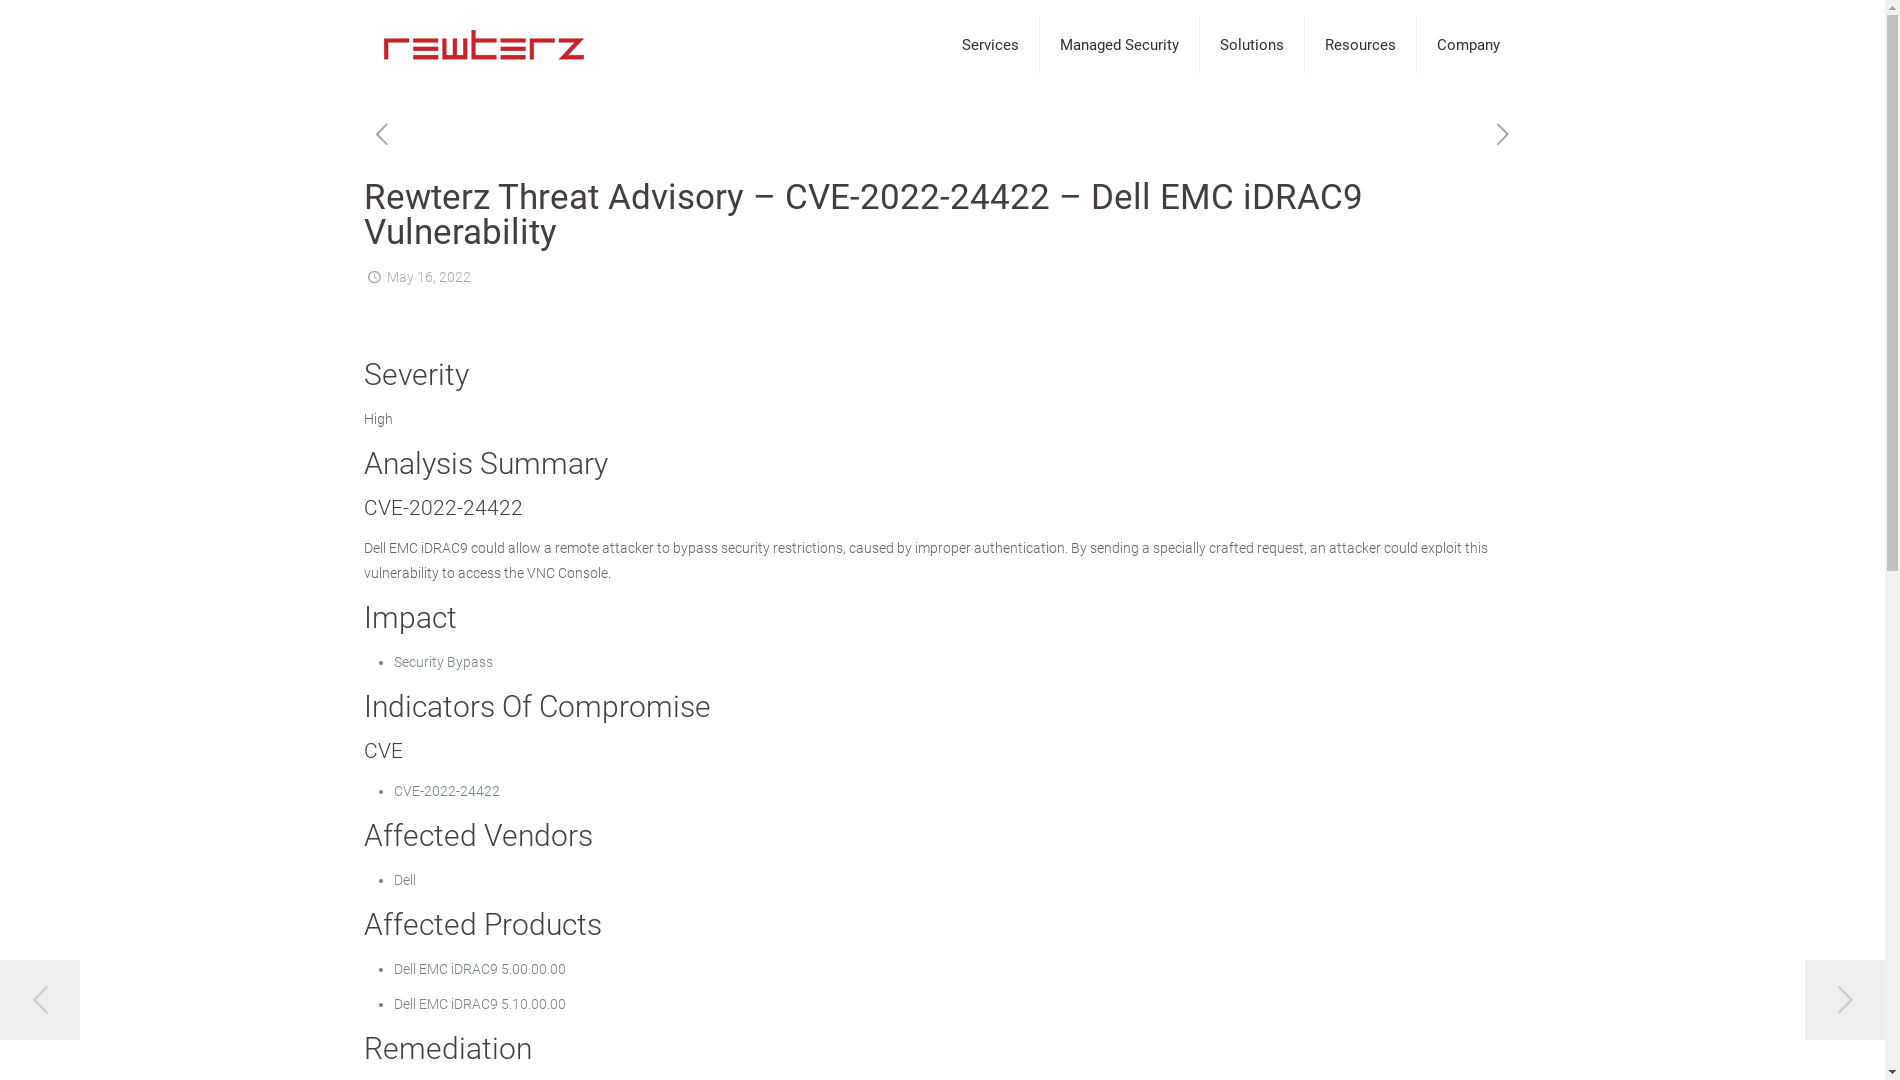 rewterz
Services
Managed Security
Solutions
Resources
Company
Rewterz Threat Advisory – CVE-2022-24422 – Dell EMC iDRAC9
Vulnerability
May 16, 2022
Severity
High
Analysis Summary
CVE-2022-24422
Dell EMC iDRAC9 could allow a remote attacker to bypass security restrictions, caused by improper authentication. By sending a specially crafted request, an attacker could exploit this
vulnerability to access the VNC Console.
Impact
• Security Bypass
Indicators Of Compromise
CVE
• CVE-2022-24422
Affected Vendors
• Dell
Affected Products
• Dell EMC iDRAC9 5.00.00.00
• Dell EMC iDRAC9 5.10.00.00
Remediation